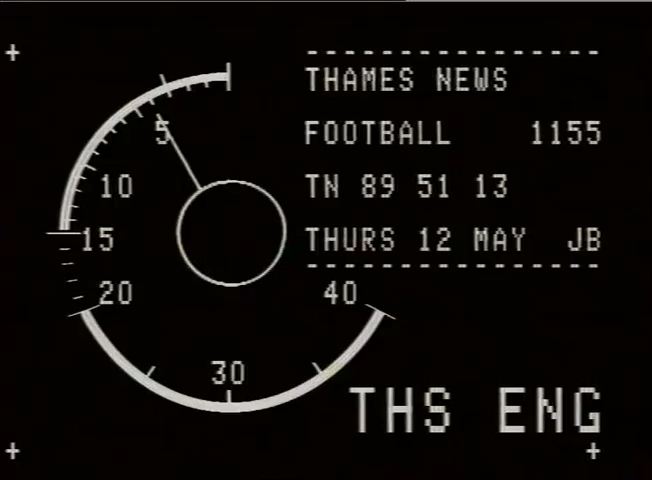 THAMES NEWS
FOOTBALL 1155
TN 89 51 13
THURS 12 MAY JB
5
10
15
20
40
30
THS ENG